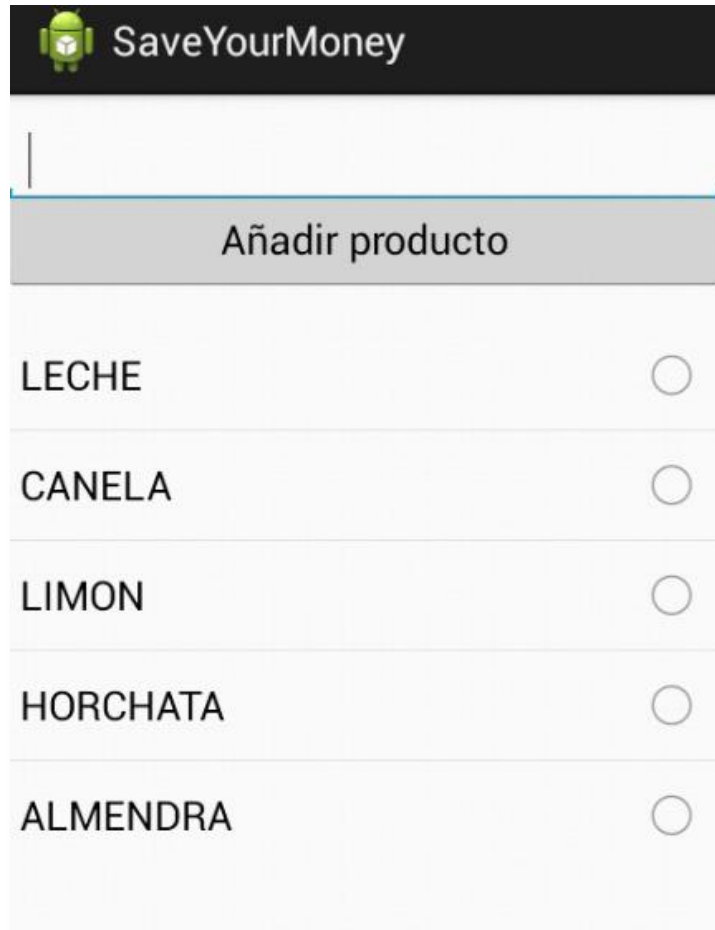 SaveYourMoney
Añadir producto
LECHE
CANELA
LIMON
HORCHATA
ALMENDRA